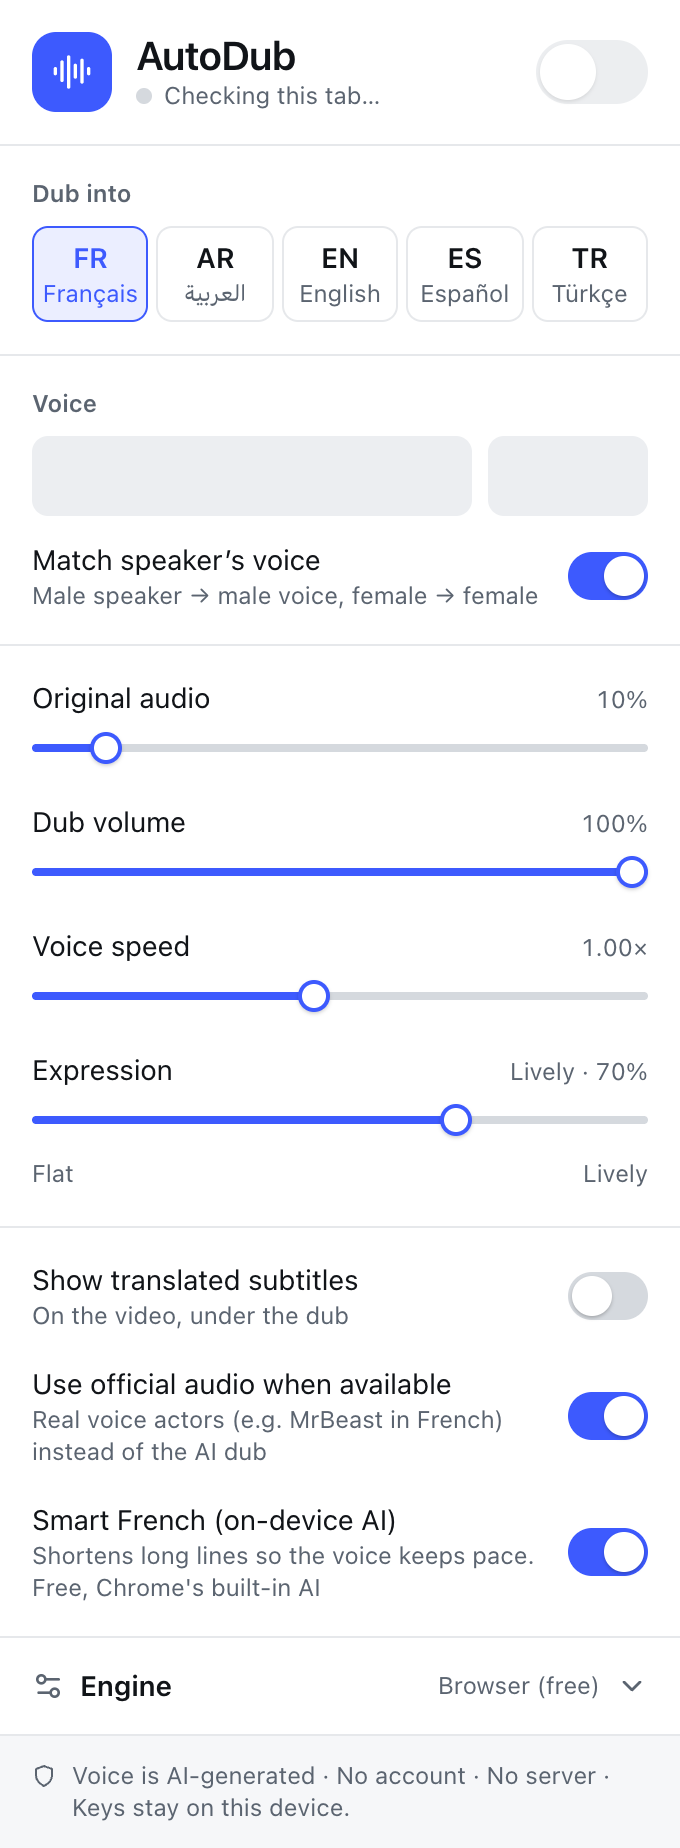 AutoDub
Checking this tab...
Dub into
FR
Français
AR
العربية
EN
English
ES
Español
TR
Türkçe
Voice
Match speaker’s voice
Male speaker → male voice, female → female
Original audio
10%
Dub volume
100%
Voice speed
1.00×
Expression
Lively · 70%
Flat
Lively
Show translated subtitles
On the video, under the dub
Use official audio when available
Real voice actors (e.g. MrBeast in French)
instead of the AI dub
Smart French (on-device AI)
Shortens long lines so the voice keeps pace.
Free, Chrome's built-in AI
Engine
Browser (free)
Voice is AI-generated · No account · No server ·
Keys stay on this device.